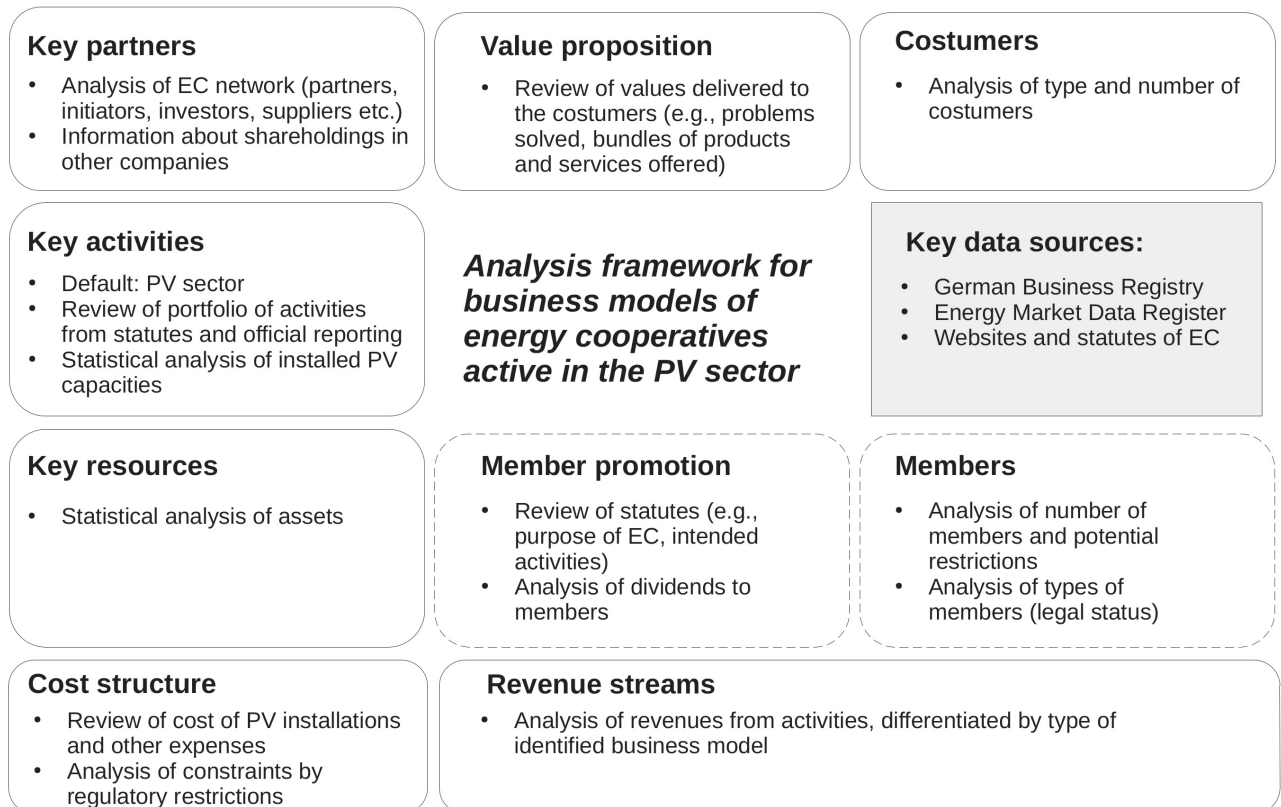 Key partners
• Analysis of EC network (partners,
initiators, investors, suppliers etc.)
• Information about shareholdings in
other companies
Value proposition
• Review of values delivered to
the costumers (e.g., problems
solved, bundles of products
and services offered)
Costumers
• Analysis of type and number of
costumers
Key activities
• Default: PV sector
• Review of portfolio of activities
from statutes and official reporting
• Statistical analysis of installed PV
capacities
Analysis framework for
business models of
energy cooperatives
active in the PV sector
Key data sources:
• German Business Registry
• Energy Market Data Register
• Websites and statutes of EC
Key resources
• Statistical analysis of assets
Member promotion
• Review of statutes (e.g.,
purpose of EC, intended
activities)
• Analysis of dividends to
members
Members
• Analysis of number of
members and potential
restrictions
• Analysis of types of
members (legal status)
Cost structure
• Review of cost of PV installations
and other expenses
• Analysis of constraints by
regulatory restrictions
Revenue streams
• Analysis of revenues from activities, differentiated by type of
identified business model